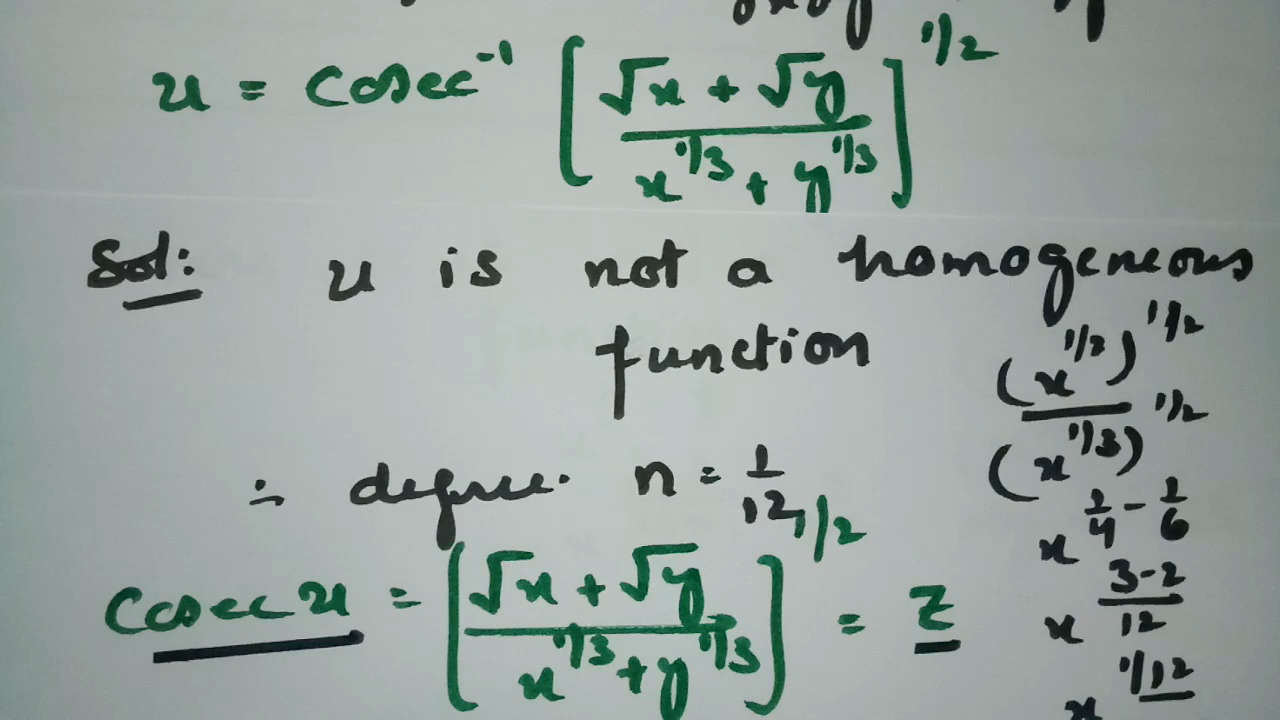 u = cosec⁻¹ [ (√x + √y) / (x^1/3 + y^1/3) ]^1/2
Sol: u is not a homogeneous
function
∴ degree. n = 1/12
cosec u = [ (√x + √y) / (x^1/3 + y^1/3) ]^1/2 = z
(x^1/2)^1/2 / (x^1/3)^1/2
x^(1/4 - 1/6)
x^((3-2)/12)
x^1/12